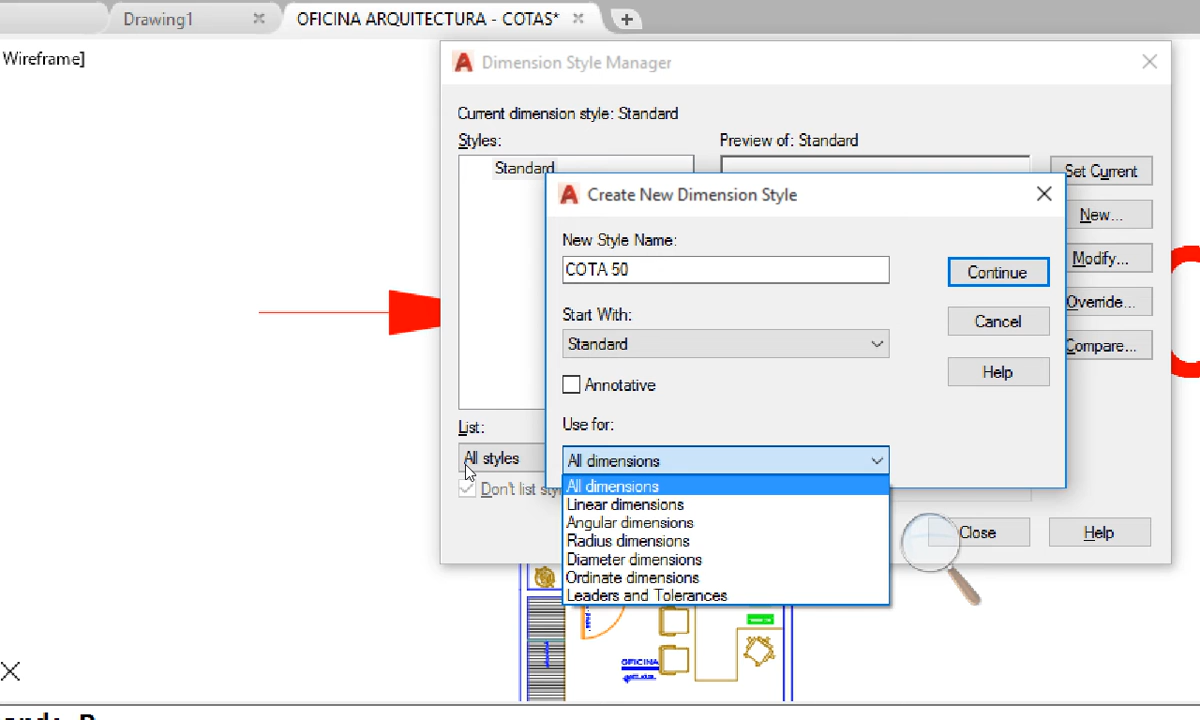 Drawing1
OFICINA ARQUITECTURA - COTAS*
Wireframe]
Dimension Style Manager
Current dimension style: Standard
Styles:
Preview of: Standard
Standard
Set Current
New...
Modify...
Override...
Compare...
Create New Dimension Style
New Style Name:
COTA 50
Continue
Start With:
Standard
Cancel
Annotative
Help
Use for:
All dimensions
All dimensions
Linear dimensions
Angular dimensions
Radius dimensions
Diameter dimensions
Ordinate dimensions
Leaders and Tolerances
List:
All styles
Don't list sty
Close
Help
OFICINA